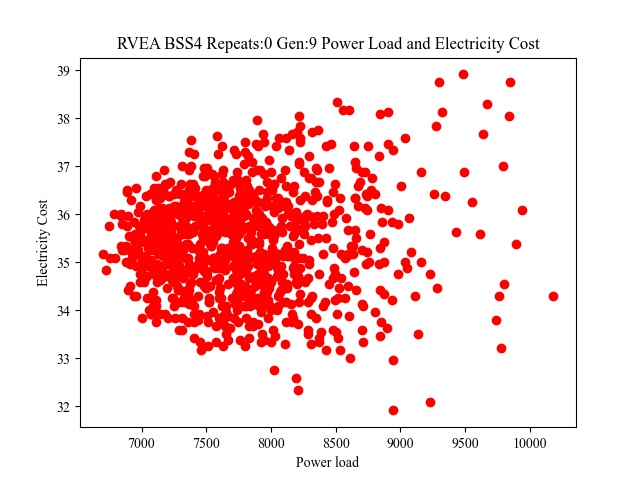 RVEA BSS4 Repeats:0 Gen:9 Power Load and Electricity Cost
39
38
37
36
35
34
33
32
Electricity Cost
7000 7500 8000 8500 9000 9500 10000
Power load